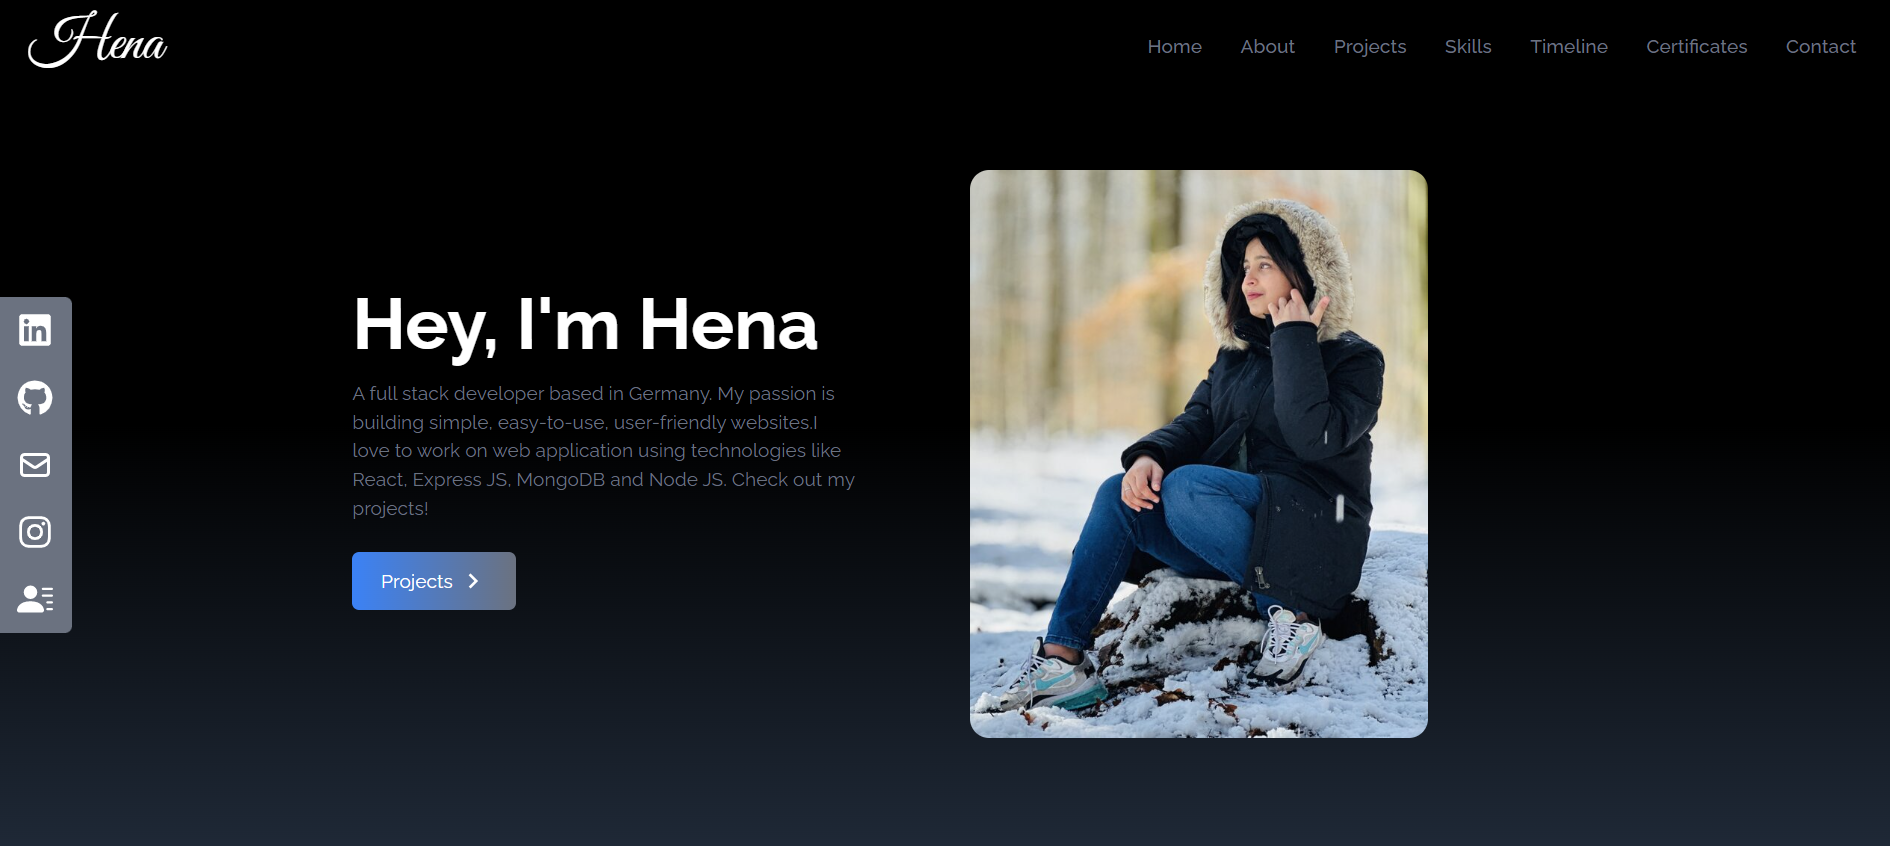 Hena
Home About Projects Skills Timeline Certificates Contact
Hey, I'm Hena
A full stack developer based in Germany. My passion is
building simple, easy-to-use, user-friendly websites.I
love to work on web application using technologies like
React, Express JS, MongoDB and Node JS. Check out my
projects!
in
Projects